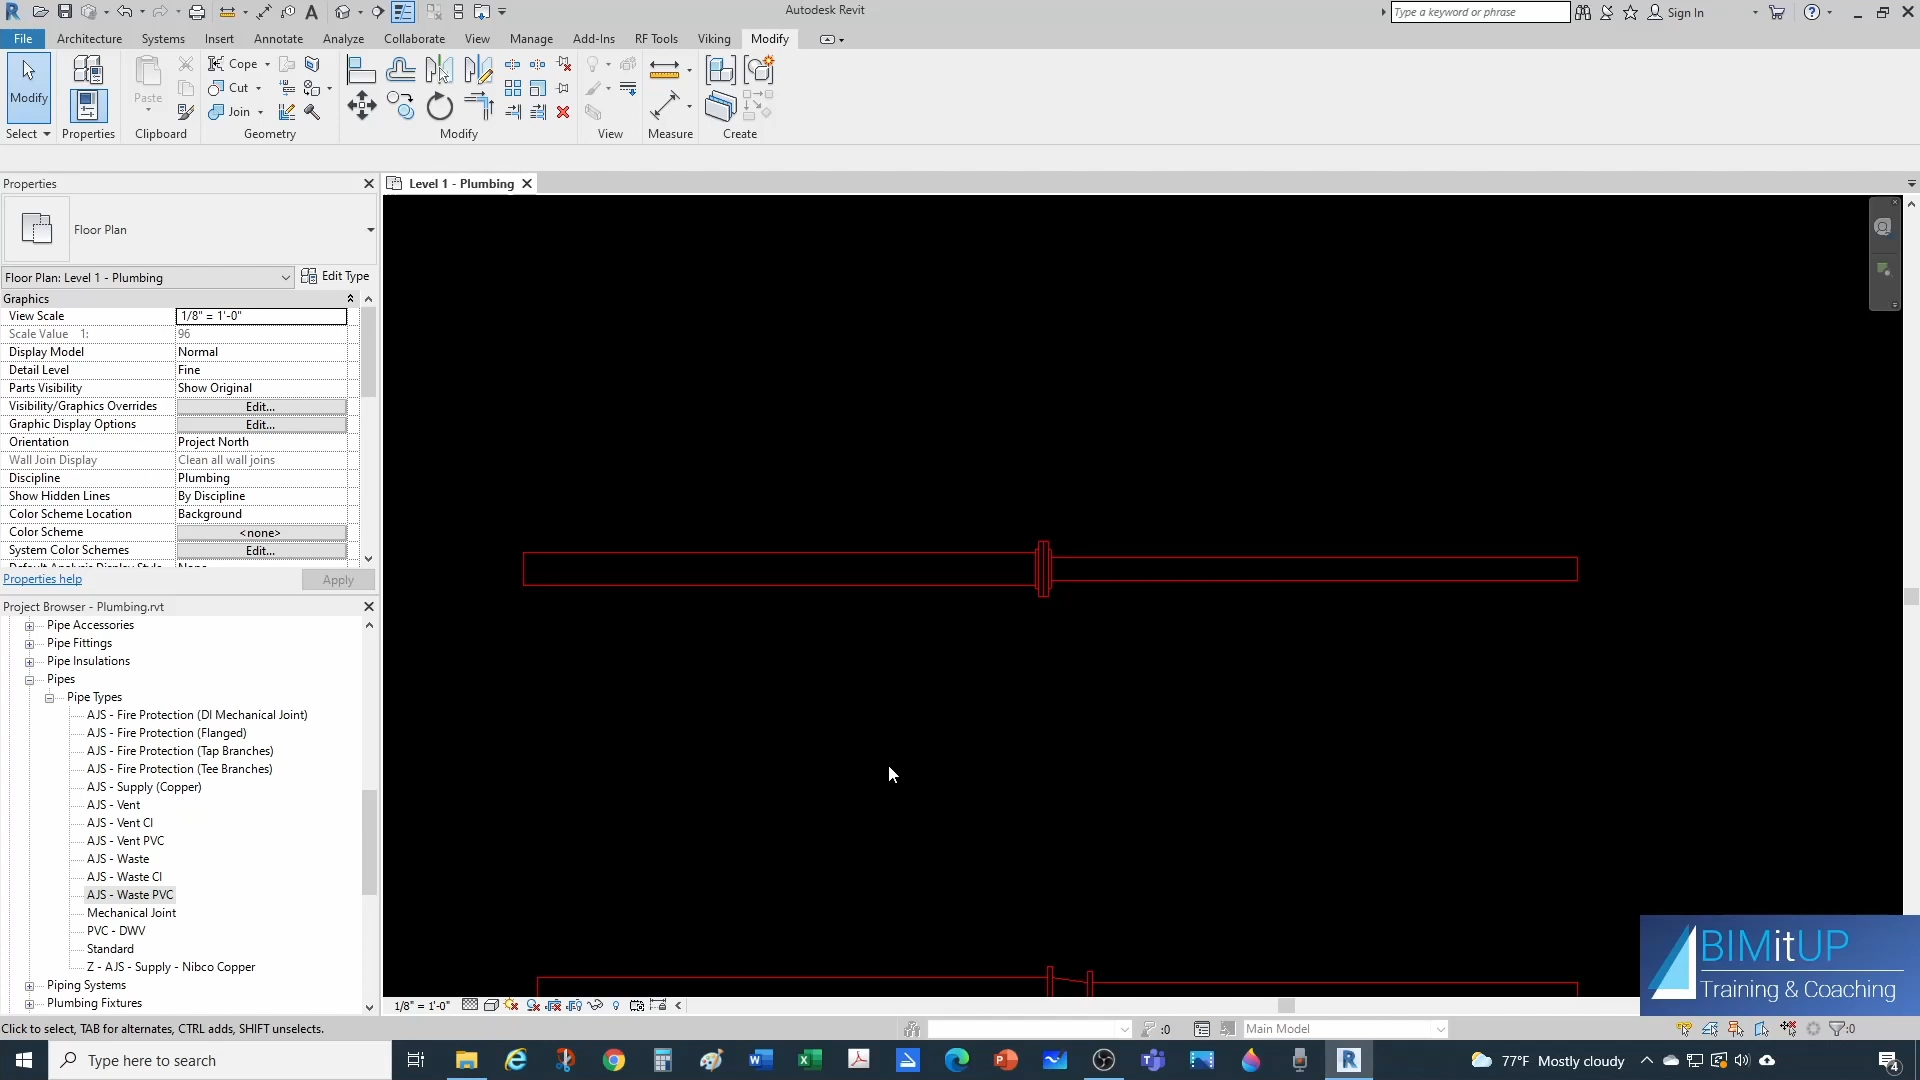 Autodesk Revit
Type a keyword or phrase
Sign In
File Architecture Systems Insert Annotate Analyze Collaborate View Manage Add-Ins RF Tools Viking Modify
Modify
Paste
Cope
Cut
Join
Select Properties Clipboard Geometry Modify View Measure Create
Properties
Level 1 - Plumbing
Floor Plan
Floor Plan: Level 1 - Plumbing
Edit Type
Graphics
View Scale 1/8" = 1'-0"
Scale Value 1: 96
Display Model Normal
Detail Level Fine
Parts Visibility Show Original
Visibility/Graphics Overrides Edit...
Graphic Display Options Edit...
Orientation Project North
Wall Join Display Clean all wall joins
Discipline Plumbing
Show Hidden Lines By Discipline
Color Scheme Location Background
Color Scheme <none>
System Color Schemes Edit...
Properties help
Apply
Project Browser - Plumbing.rvt
Pipe Accessories
Pipe Fittings
Pipe Insulations
Pipes
Pipe Types
AJS - Fire Protection (DI Mechanical Joint)
AJS - Fire Protection (Flanged)
AJS - Fire Protection (Tap Branches)
AJS - Fire Protection (Tee Branches)
AJS - Supply (Copper)
AJS - Vent
AJS - Vent CI
AJS - Vent PVC
AJS - Waste
AJS - Waste CI
AJS - Waste PVC
Mechanical Joint
PVC - DWV
Standard
Z - AJS - Supply - Nibco Copper
Piping Systems
Plumbing Fixtures
1/8" = 1'-0"
BIMitUP
Training & Coaching
Click to select, TAB for alternates, CTRL adds, SHIFT unselects.
:0
Main Model
:0
Type here to search
77°F Mostly cloudy
4